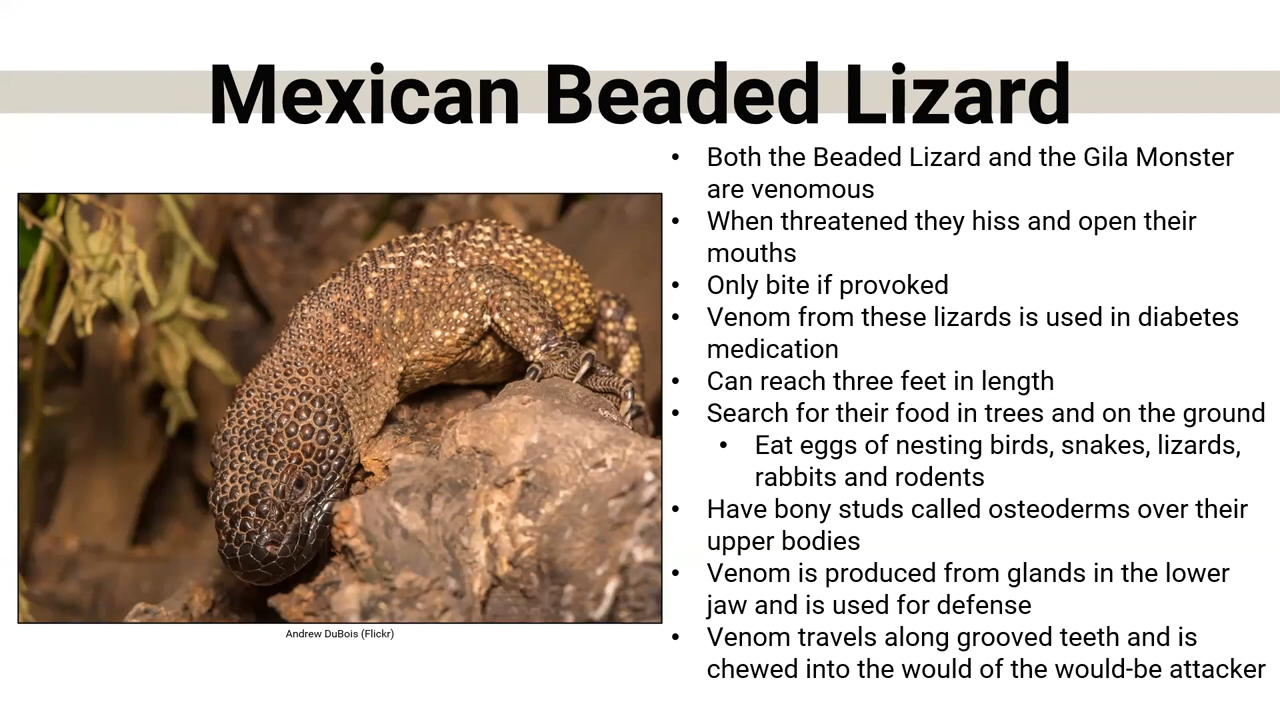 Mexican Beaded Lizard
• Both the Beaded Lizard and the Gila Monster
are venomous
• When threatened they hiss and open their
mouths
• Only bite if provoked
• Venom from these lizards is used in diabetes
medication
• Can reach three feet in length
• Search for their food in trees and on the ground
• Eat eggs of nesting birds, snakes, lizards,
rabbits and rodents
• Have bony studs called osteoderms over their
upper bodies
• Venom is produced from glands in the lower
jaw and is used for defense
• Venom travels along grooved teeth and is
chewed into the would of the would-be attacker
Andrew DuBois (Flickr)